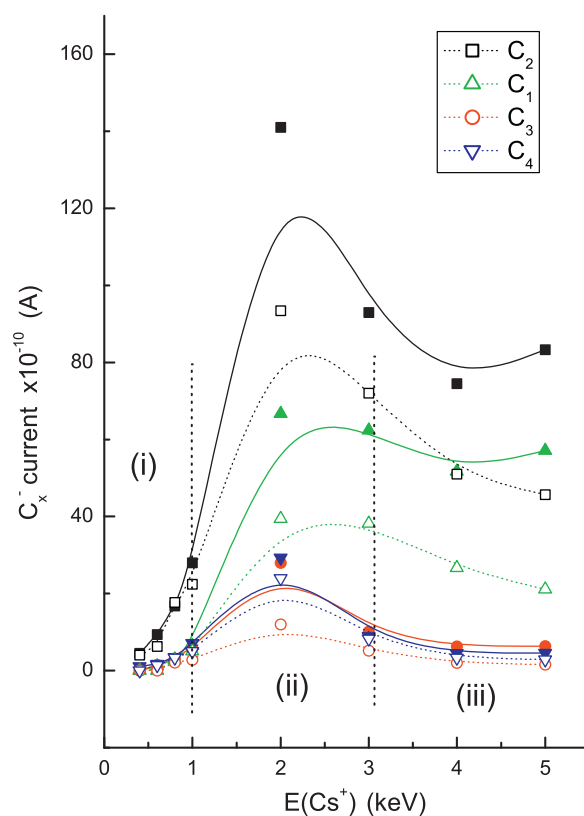 160
120
80
40
0
C₂
C₁
C₃
C₄
(i)
(ii)
(iii)
0 1 2 3 4 5
E(Cs⁺) (keV)
Cₓ⁻ current x10⁻¹⁰ (A)